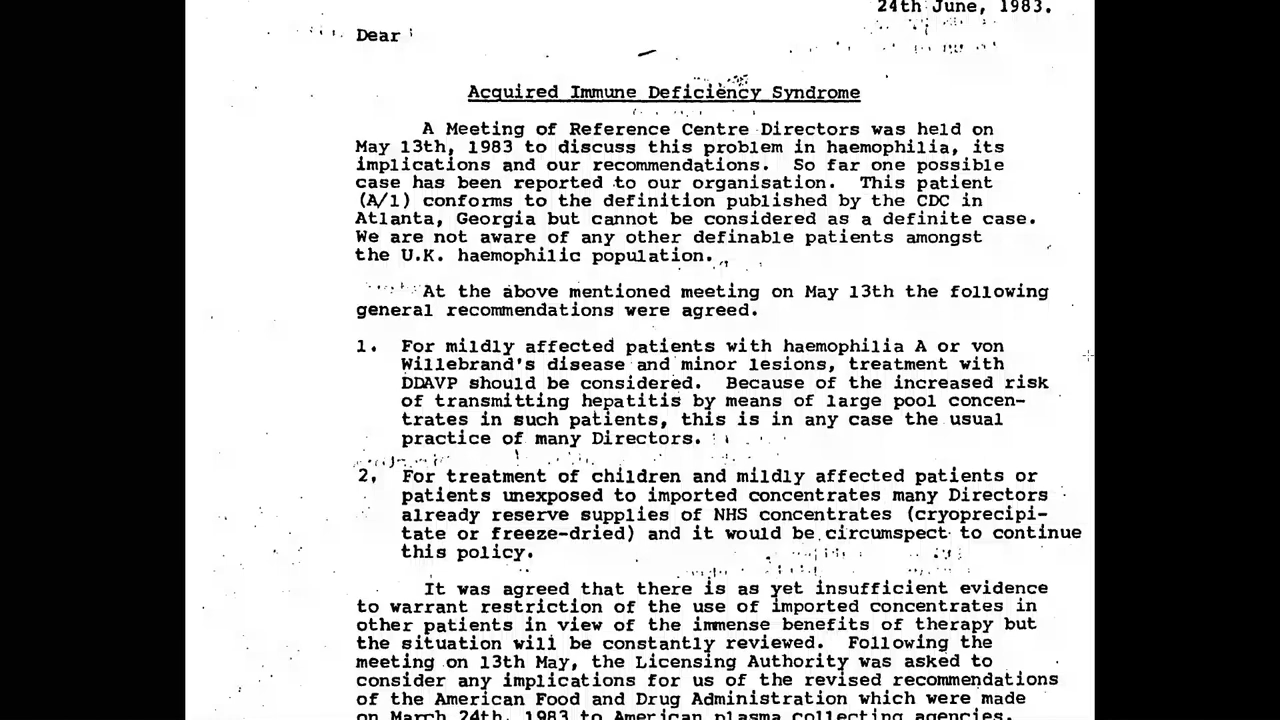 24th June, 1983.
Dear
Acquired Immune Deficiency Syndrome
A Meeting of Reference Centre Directors was held on
May 13th, 1983 to discuss this problem in haemophilia, its
implications and our recommendations. So far one possible
case has been reported to our organisation. This patient
(A/1) conforms to the definition published by the CDC in
Atlanta, Georgia but cannot be considered as a definite case.
We are not aware of any other definable patients amongst
the U.K. haemophilic population.
At the above mentioned meeting on May 13th the following
general recommendations were agreed.
1. For mildly affected patients with haemophilia A or von
Willebrand's disease and minor lesions, treatment with
DDAVP should be considered. Because of the increased risk
of transmitting hepatitis by means of large pool concen-
trates in such patients, this is in any case the usual
practice of many Directors.
2. For treatment of children and mildly affected patients or
patients unexposed to imported concentrates many Directors
already reserve supplies of NHS concentrates (cryoprecipi-
tate or freeze-dried) and it would be circumspect to continue
this policy.
It was agreed that there is as yet insufficient evidence
to warrant restriction of the use of imported concentrates in
other patients in view of the immense benefits of therapy but
the situation will be constantly reviewed. Following the
meeting on 13th May, the Licensing Authority was asked to
consider any implications for us of the revised recommendations
of the American Food and Drug Administration which were made
on March 24th, 1983 to American plasma collecting agencies.